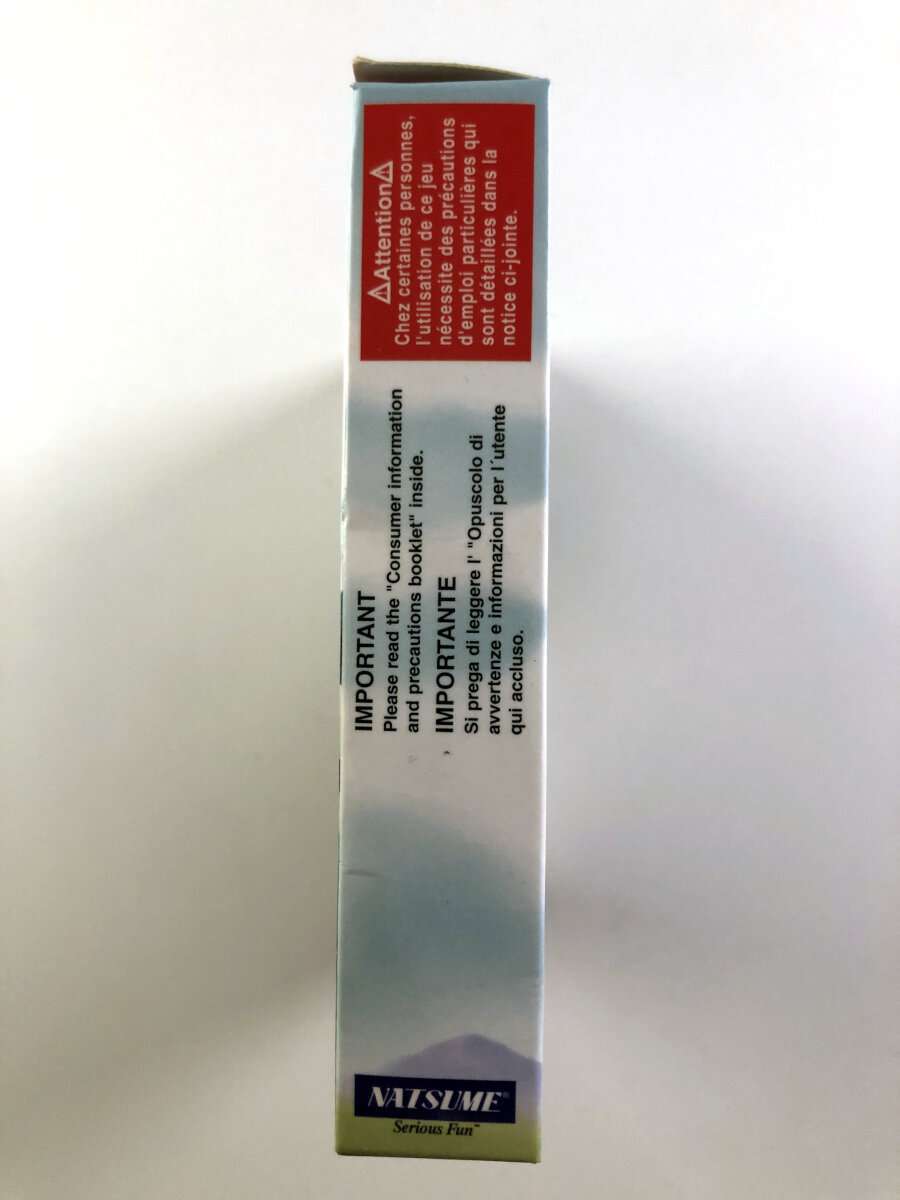 ⚠Attention⚠
Chez certaines personnes,
l'utilisation de ce jeu
nécessite des précautions
d'emploi particulières qui
sont détaillées dans la
notice ci-jointe.
IMPORTANT
Please read the "Consumer information
and precautions booklet" inside.
IMPORTANTE
Si prega di leggere l' "Opuscolo di
avvertenze e informazioni per l´utente
qui accluso.
NATSUME®
Serious Fun™